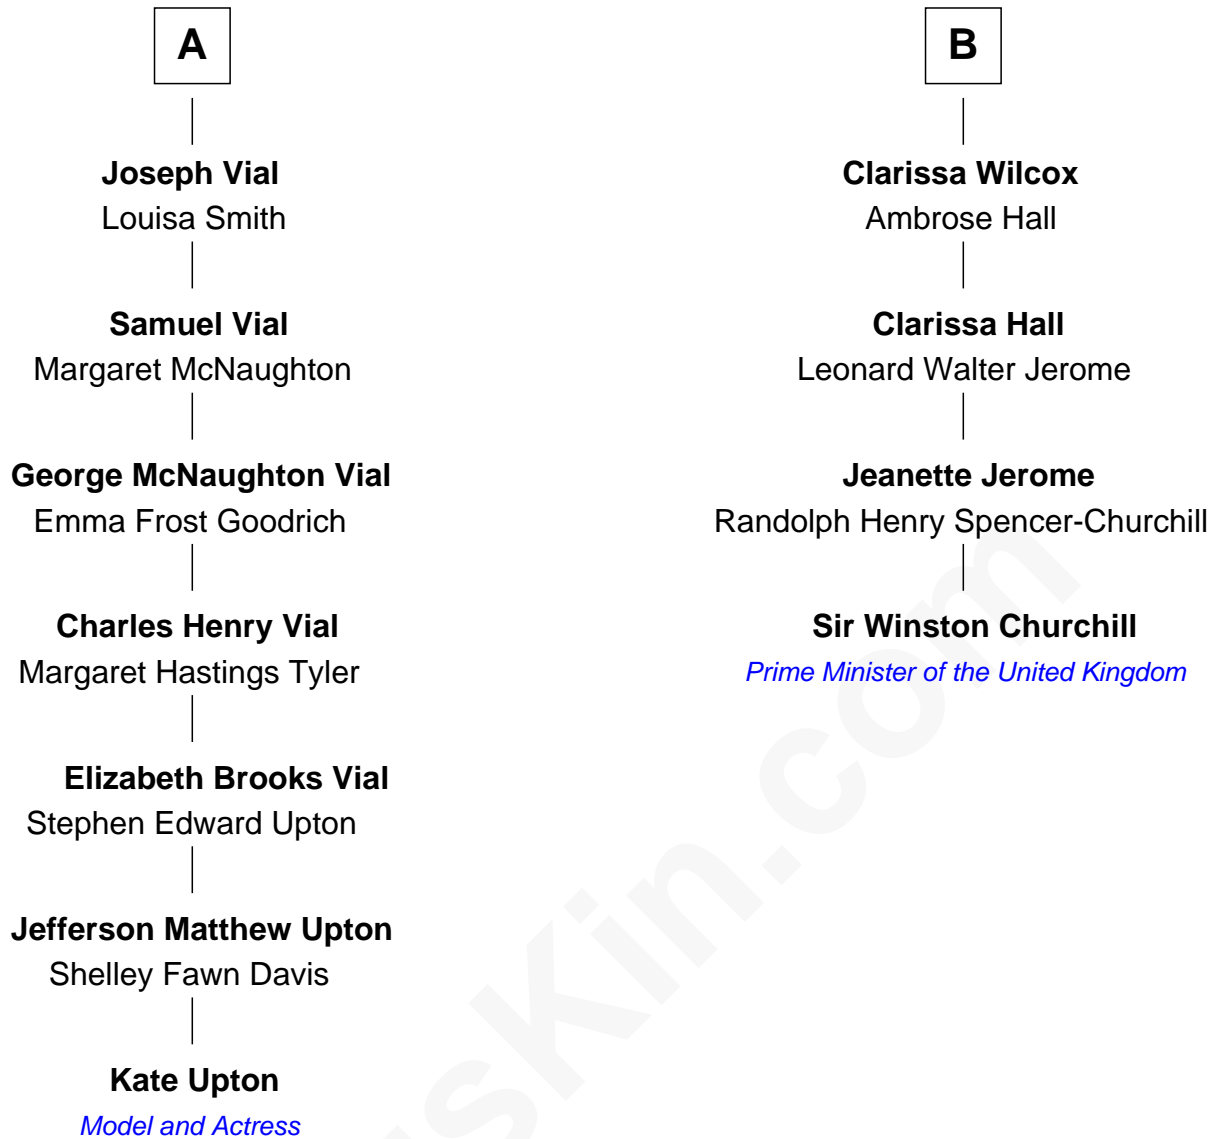 A
Joseph Vial
Louisa Smith
Samuel Vial
Margaret McNaughton
George McNaughton Vial
Emma Frost Goodrich
Charles Henry Vial
Margaret Hastings Tyler
Elizabeth Brooks Vial
Stephen Edward Upton
Jefferson Matthew Upton
Shelley Fawn Davis
Kate Upton
Model and Actress
B
Clarissa Wilcox
Ambrose Hall
Clarissa Hall
Leonard Walter Jerome
Jeanette Jerome
Randolph Henry Spencer-Churchill
Sir Winston Churchill
Prime Minister of the United Kingdom
sKin.com